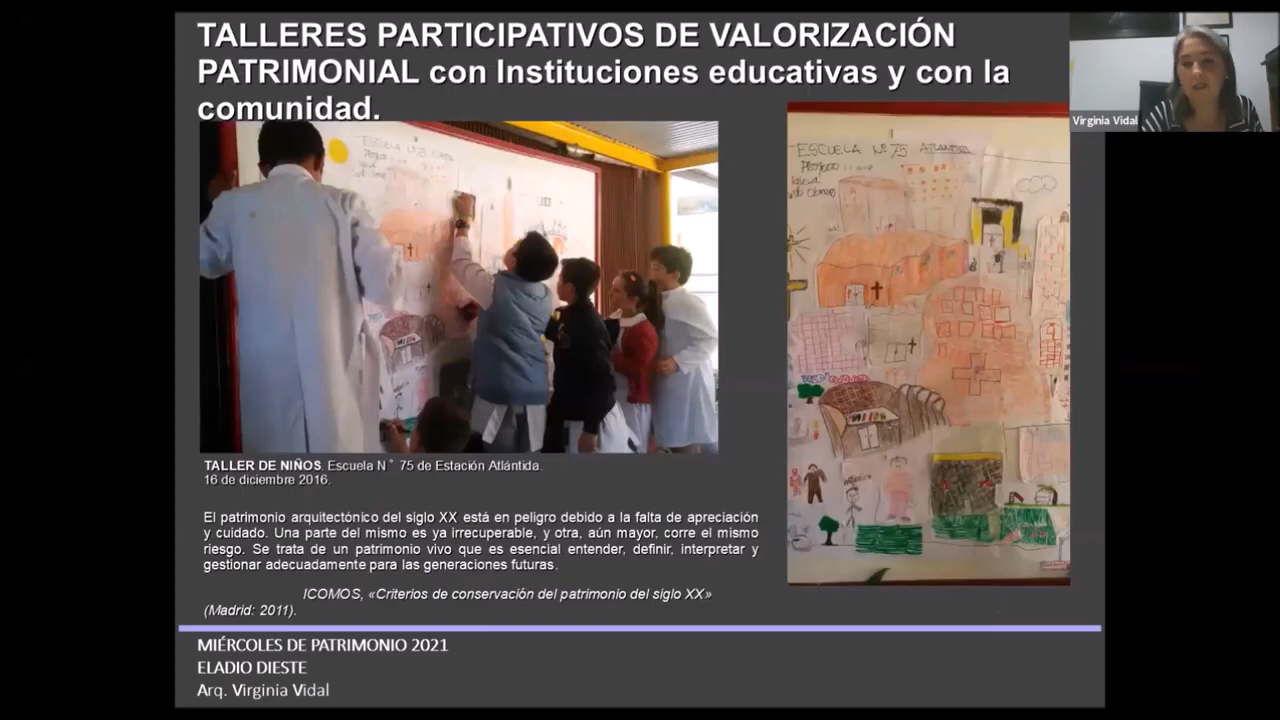 TALLERES PARTICIPATIVOS DE VALORIZACIÓN
PATRIMONIAL con Instituciones educativas y con la
comunidad.
Virginia Vidal
ESCUELA Nº 75 ATLÁNTIDA
TALLER DE NIÑOS. Escuela N° 75 de Estación Atlántida.
16 de diciembre 2016.
El patrimonio arquitectónico del siglo XX está en peligro debido a la falta de apreciación
y cuidado. Una parte del mismo es ya irrecuperable, y otra, aún mayor, corre el mismo
riesgo. Se trata de un patrimonio vivo que es esencial entender, definir, interpretar y
gestionar adecuadamente para las generaciones futuras.
ICOMOS, «Criterios de conservación del patrimonio del siglo XX»
(Madrid: 2011).
MIÉRCOLES DE PATRIMONIO 2021
ELADIO DIESTE
Arq. Virginia Vidal